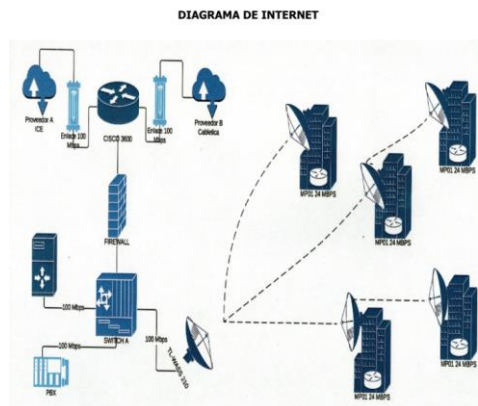 DIAGRAMA DE INTERNET
Proveedor A
ICE
Enlace 100
Mbps
CISCO 3600
Enlace 100
Mbps
Proveedor B
Cabletica
FIREWALL
100 Mbps
SWITCH A
100 Mbps
100 Mbps
PBX
MP01 24 MBPS
MP01 24 MBPS
MP01 24 MBPS
MP01 24 MBPS
MP01 24 MBPS